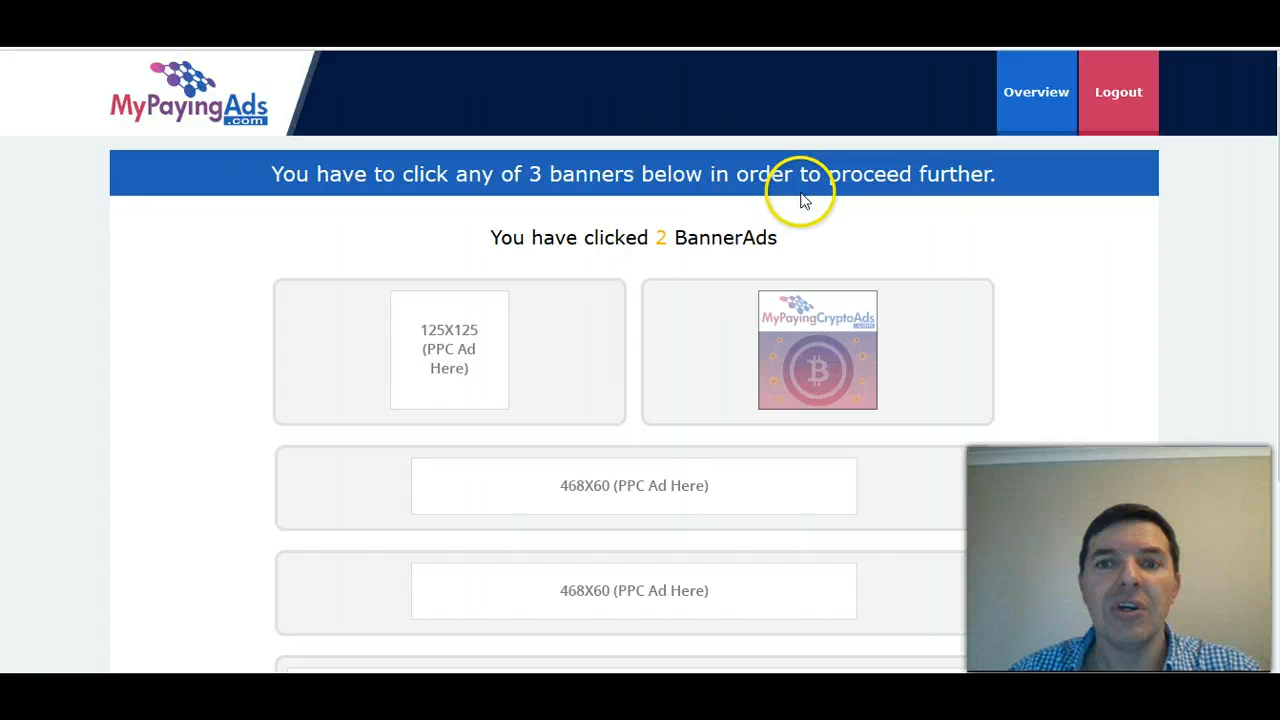 MyPayingAds
.com
Overview
Logout
You have to click any of 3 banners below in order to proceed further.
You have clicked 2 BannerAds
125X125
(PPC Ad
Here)
MyPayingCryptoAds
.com
468X60 (PPC Ad Here)
468X60 (PPC Ad Here)